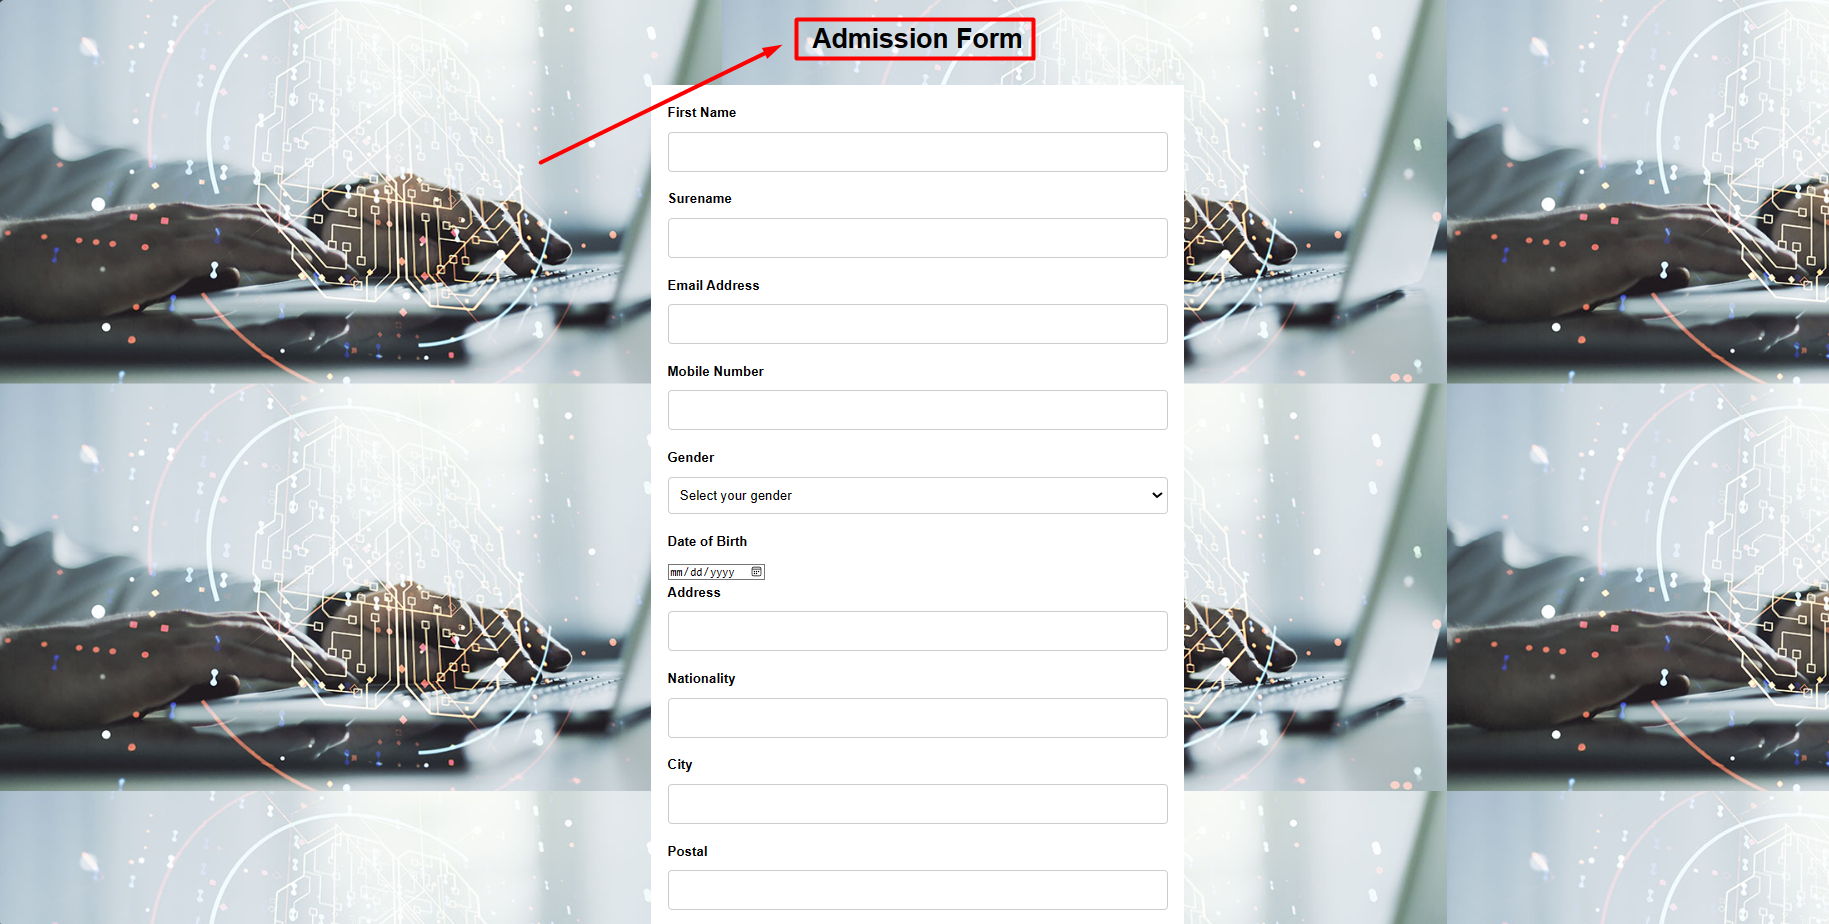 Admission Form
First Name
Surename
Email Address
Mobile Number
Gender
Select your gender
Date of Birth
mm/dd/yyyy
Address
Nationality
City
Postal